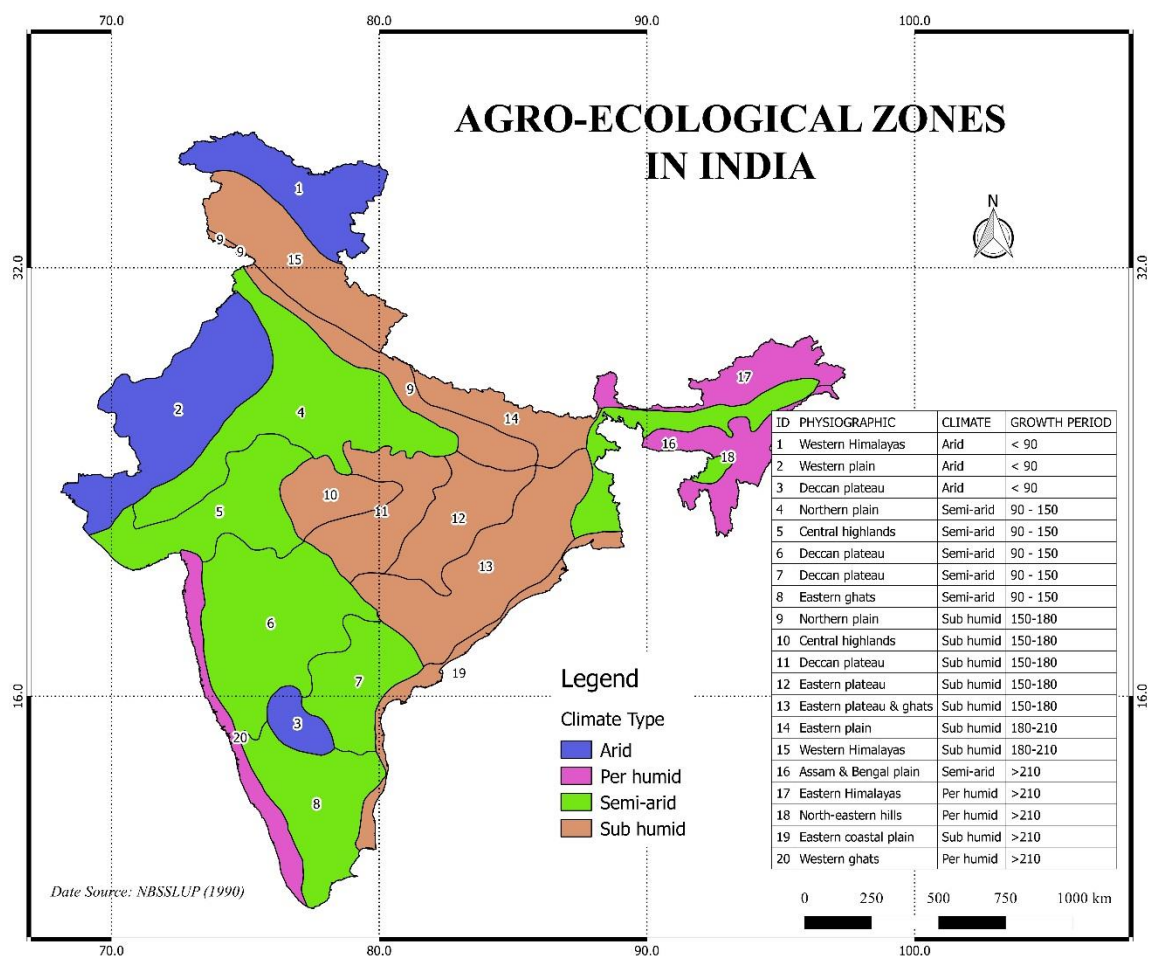 70.0 80.0 90.0 100.0
AGRO-ECOLOGICAL ZONES
IN INDIA
N
32.0 32.0
16.0 16.0
1
9
9
15
2
4
9
14
17
16
18
5
10
11
12
13
6
7
3
19
20
8
ID PHYSIOGRAPHIC CLIMATE GROWTH PERIOD
1 Western Himalayas Arid < 90
2 Western plain Arid < 90
3 Deccan plateau Arid < 90
4 Northern plain Semi-arid 90 - 150
5 Central highlands Semi-arid 90 - 150
6 Deccan plateau Semi-arid 90 - 150
7 Deccan plateau Semi-arid 90 - 150
8 Eastern ghats Semi-arid 90 - 150
9 Northern plain Sub humid 150-180
10 Central highlands Sub humid 150-180
11 Deccan plateau Sub humid 150-180
12 Eastern plateau Sub humid 150-180
13 Eastern plateau & ghats Sub humid 150-180
14 Eastern plain Sub humid 180-210
15 Western Himalayas Sub humid 180-210
16 Assam & Bengal plain Semi-arid >210
17 Eastern Himalayas Per humid >210
18 North-eastern hills Per humid >210
19 Eastern coastal plain Sub humid >210
20 Western ghats Per humid >210
Legend
Climate Type
Arid
Per humid
Semi-arid
Sub humid
Date Source: NBSSLUP (1990)
0 250 500 750 1000 km
70.0 80.0 90.0 100.0